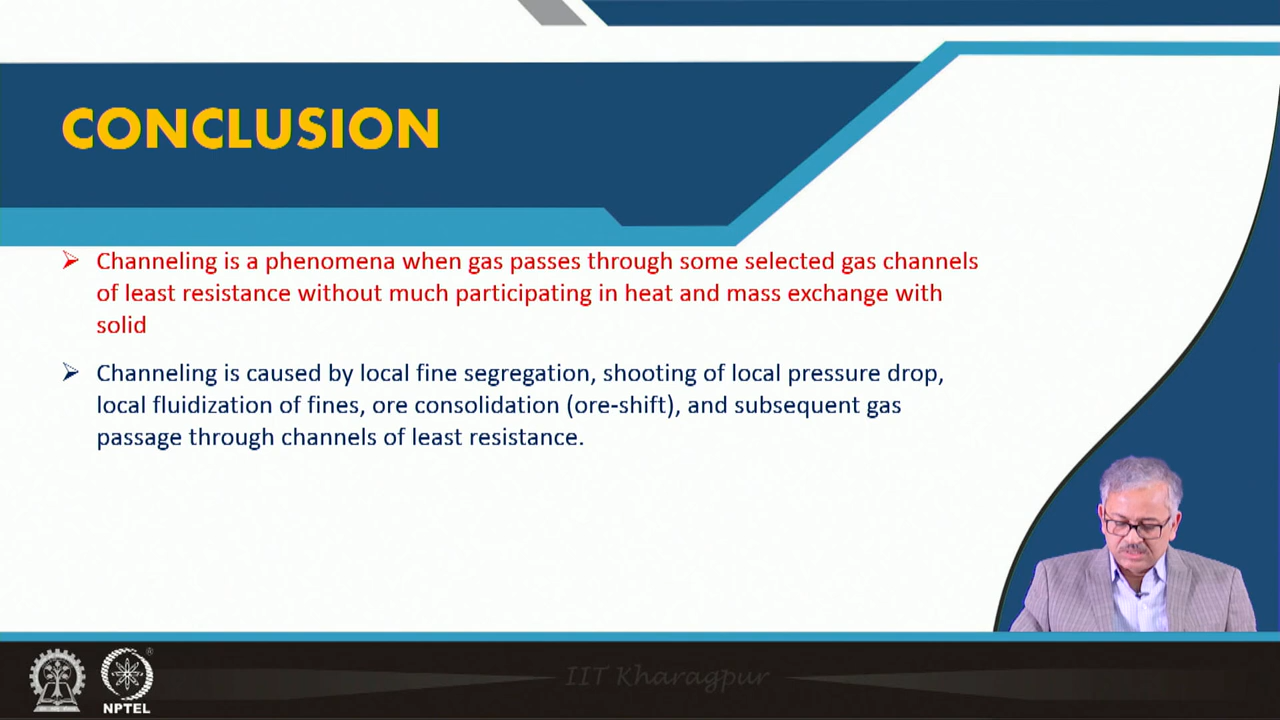 CONCLUSION
Channeling is a phenomena when gas passes through some selected gas channels
of least resistance without much participating in heat and mass exchange with
solid
Channeling is caused by local fine segregation, shooting of local pressure drop,
local fluidization of fines, ore consolidation (ore-shift), and subsequent gas
passage through channels of least resistance.
IIT Kharagpur
NPTEL